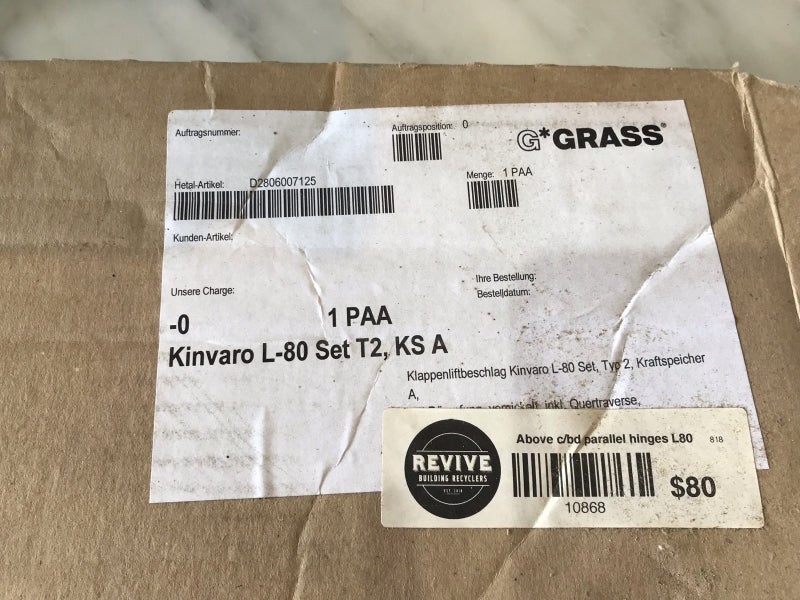 Auftragsnummer:
Auftragsposition: 0
G*GRASS®
Hetal-Artikel: D2806007125
Menge: 1 PAA
Kunden-Artikel:
Unsere Charge:
Ihre Bestellung:
Bestelldatum:
-0 1 PAA
Kinvaro L-80 Set T2, KS A
Klappenliftbeschlag Kinvaro L-80 Set, Typ 2, Kraftspeicher
A,
vernickelt, inkl. Quertraverse,
Above c/bd parallel hinges L80 818
REVIVE
BUILDING RECYCLERS
$80
10868